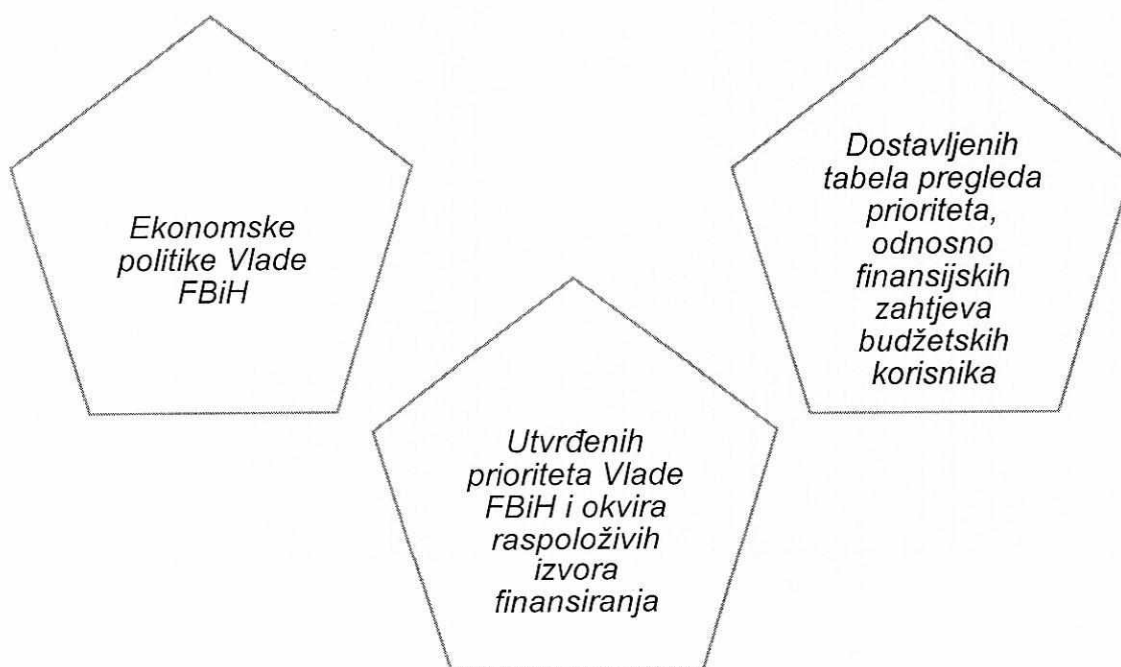 Ekonomske
politike Vlade
FBiH
Utvrđenih
prioriteta Vlade
FBiH i okvira
raspoloživih
izvora
finansiranja
Dostavljenih
tabela pregleda
prioriteta,
odnosno
finansijskih
zahtjeva
budžetskih
korisnika